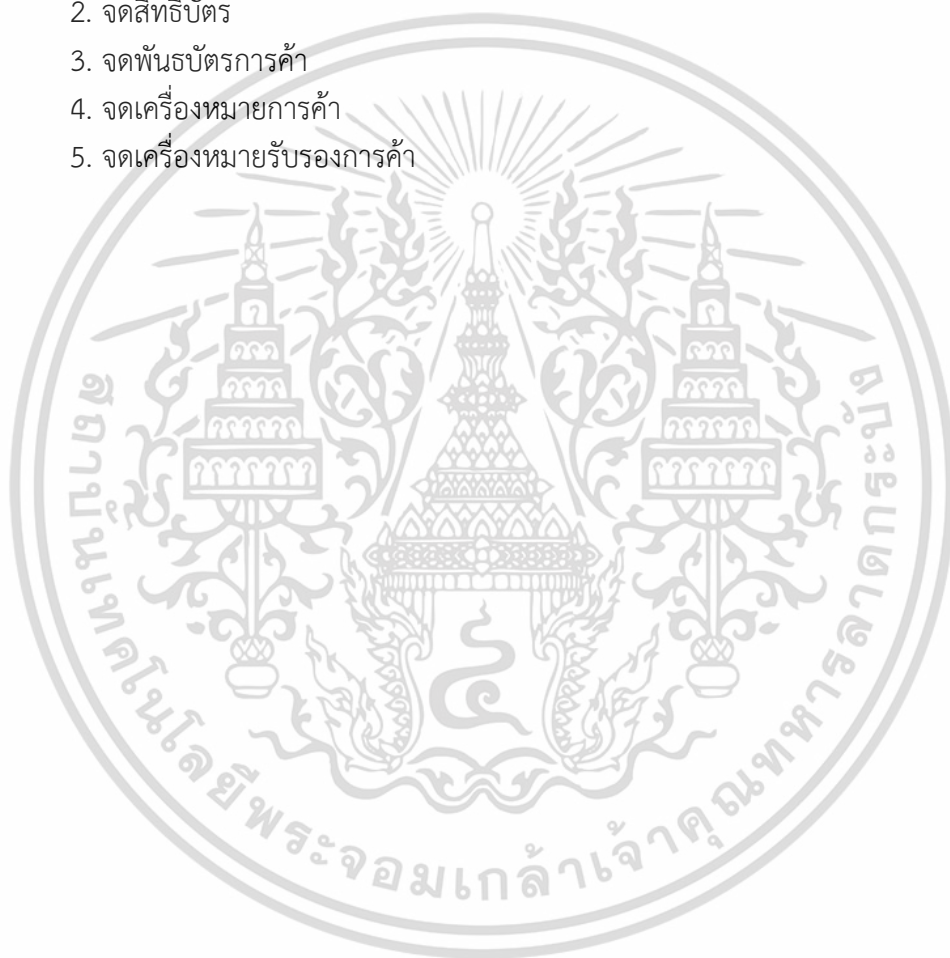 2. จดสิทธิบัตร
3. จดพันธบัตรการค้า
4. จดเครื่องหมายการค้า
5. จดเครื่องหมายรับรองการค้า
สถาบันเทคโนโลยีพระจอมเกล้าเจ้าคุณทหารลาดกระบัง
๔